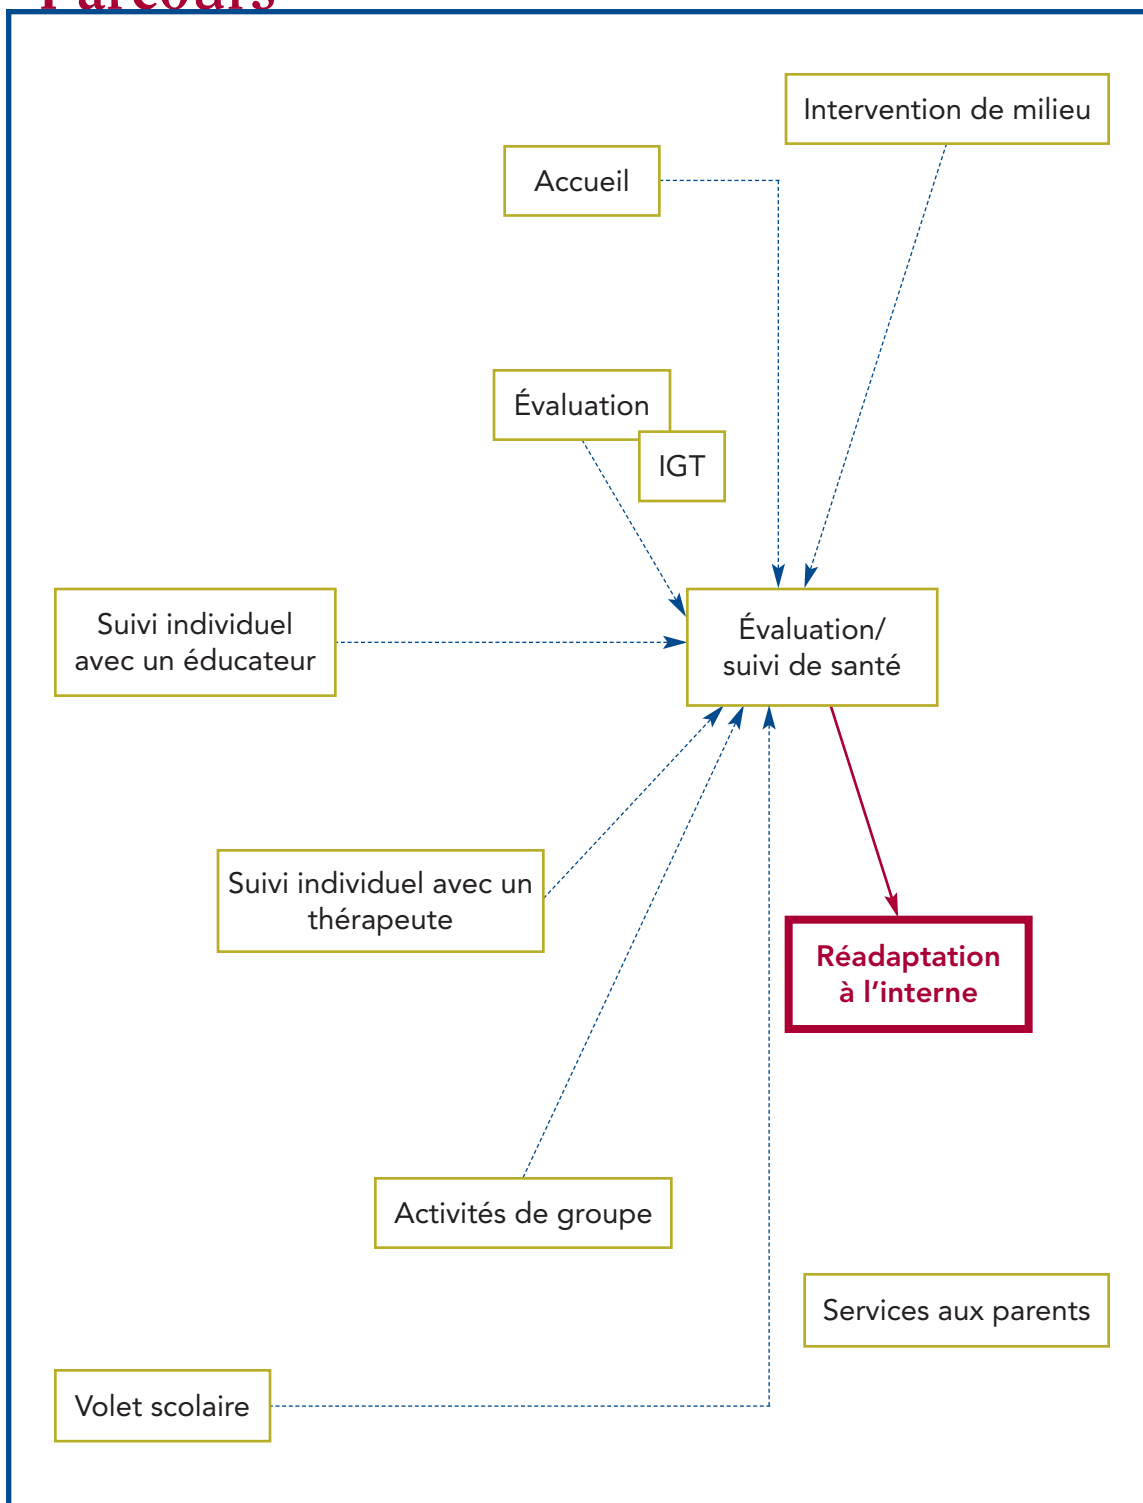 Parcours
Intervention de milieu
Accueil
Évaluation
IGT
Suivi individuel
avec un éducateur
Évaluation/
suivi de santé
Suivi individuel avec un
thérapeute
Réadaptation
à l’interne
Activités de groupe
Services aux parents
Volet scolaire